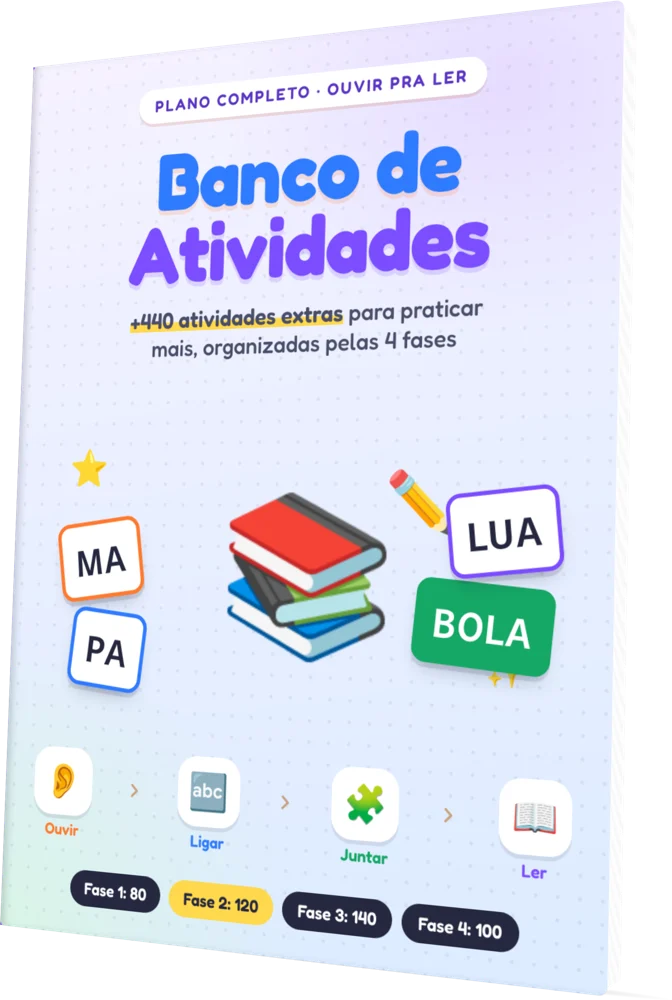 PLANO COMPLETO · OUVIR PRA LER
Banco de
Atividades
+440 atividades extras para praticar
mais, organizadas pelas 4 fases
MA
PA
LUA
BOLA
abc
Ouvir
Ligar
Juntar
Ler
Fase 1: 80
Fase 2: 120
Fase 3: 140
Fase 4: 100